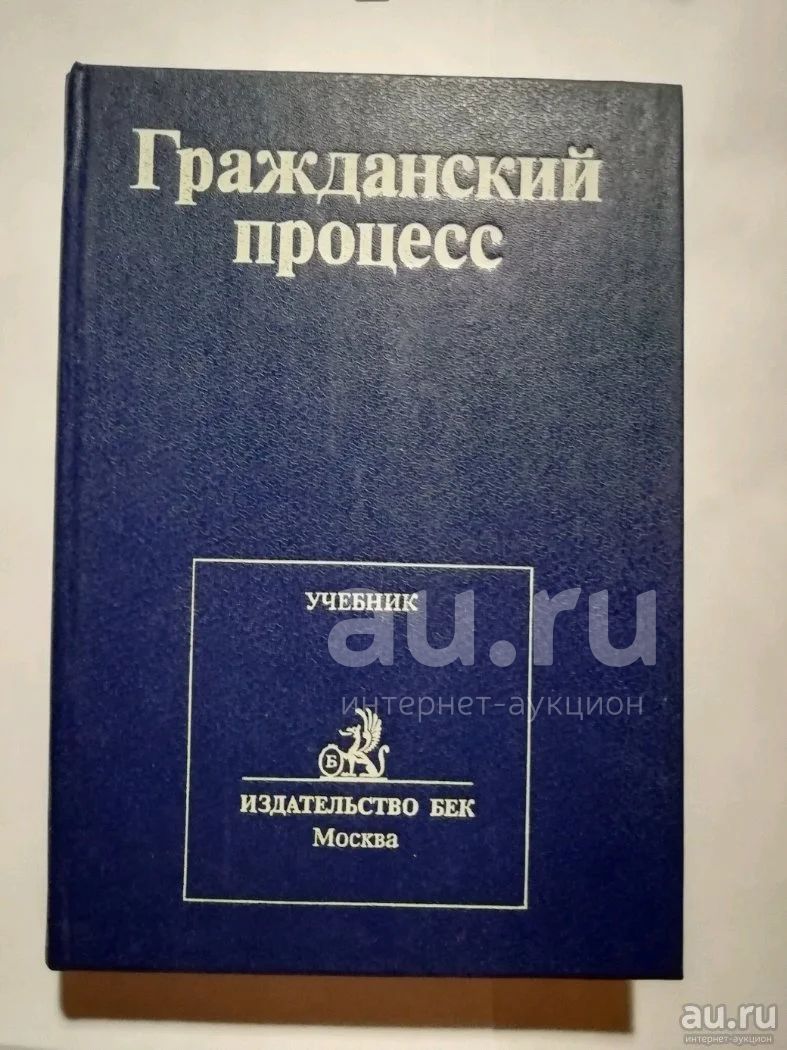 Гражданский
процесс
УЧЕБНИК
au.ru
интернет-аукцион
Б
ИЗДАТЕЛЬСТВО БЕК
Москва
au.ru
интернет-аукцион